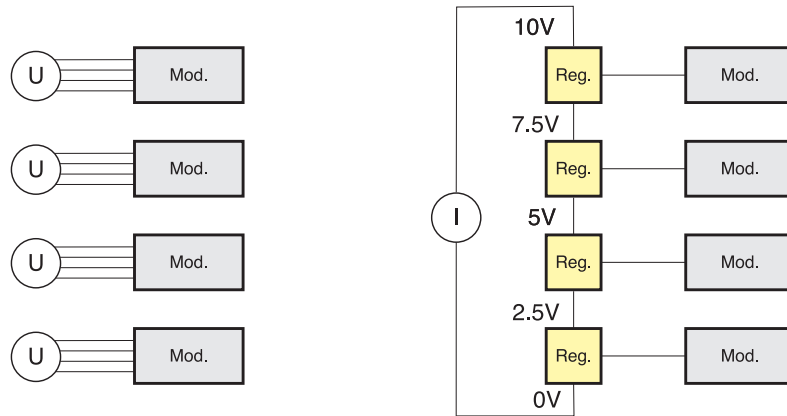 10V
U Mod. Reg. Mod.
7.5V
U Mod. Reg. Mod.
I 5V
U Mod. Reg. Mod.
2.5V
U Mod. Reg. Mod.
0V